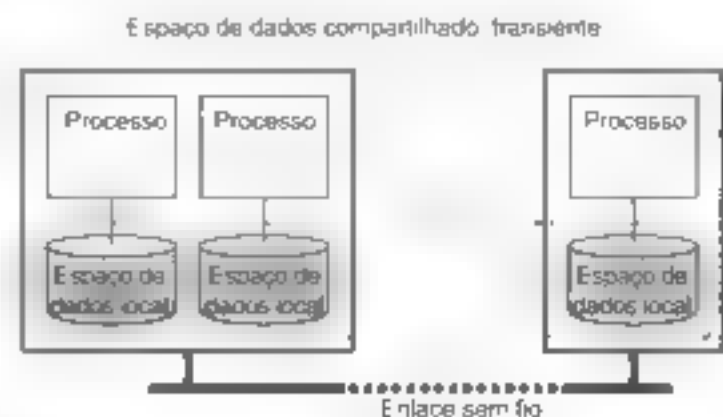 Espaço de dados compartilhado transiente
Processo Processo Processo
Espaço de Espaço de Espaço de
dados local dados local dados local
Enlace sem fio